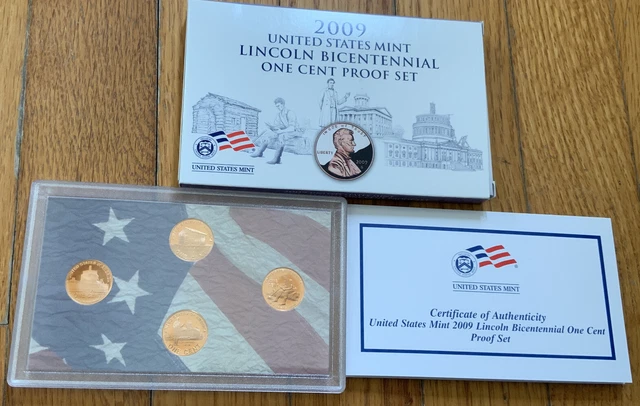 2009
UNITED STATES MINT
LINCOLN BICENTENNIAL
ONE CENT PROOF SET
LIBERTY
2009
UNITED STATES MINT
UNITED STATES MINT
Certificate of Authenticity
United States Mint 2009 Lincoln Bicentennial One Cent
Proof Set